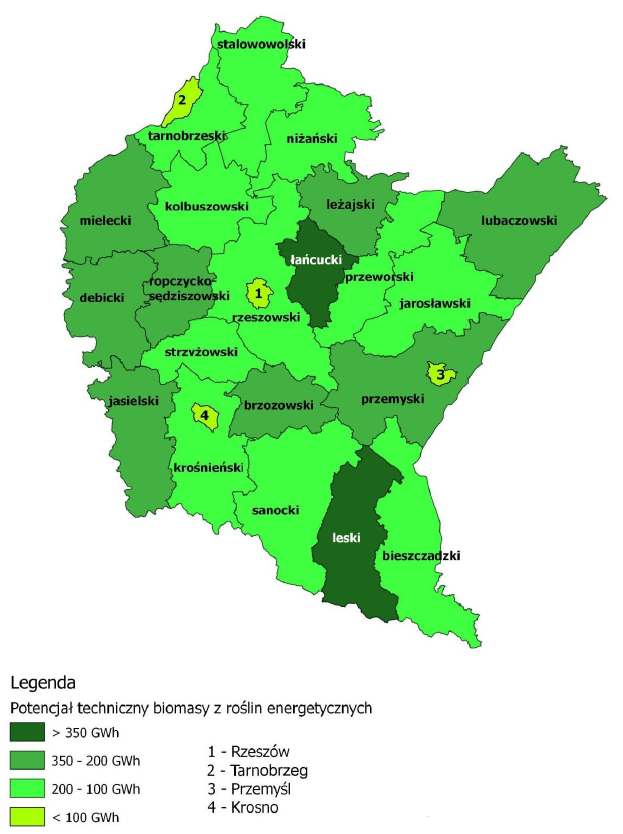 stalowowolski
2
tarnobrzeski
niżański
kolbuszowski
leżajski
mielecki
lubaczowski
łańcucki
przeworski
debicki
ropczycko-
sędziszowski
1
jarosławski
rzeszowski
strzyżowski
3
jasielski
brzozowski
przemyski
4
krośnieński
sanocki
leski
bieszczadzki
Legenda
Potencjał techniczny biomasy z roślin energetycznych
> 350 GWh
350 - 200 GWh
200 - 100 GWh
< 100 GWh
1 - Rzeszów
2 - Tarnobrzeg
3 - Przemyśl
4 - Krosno